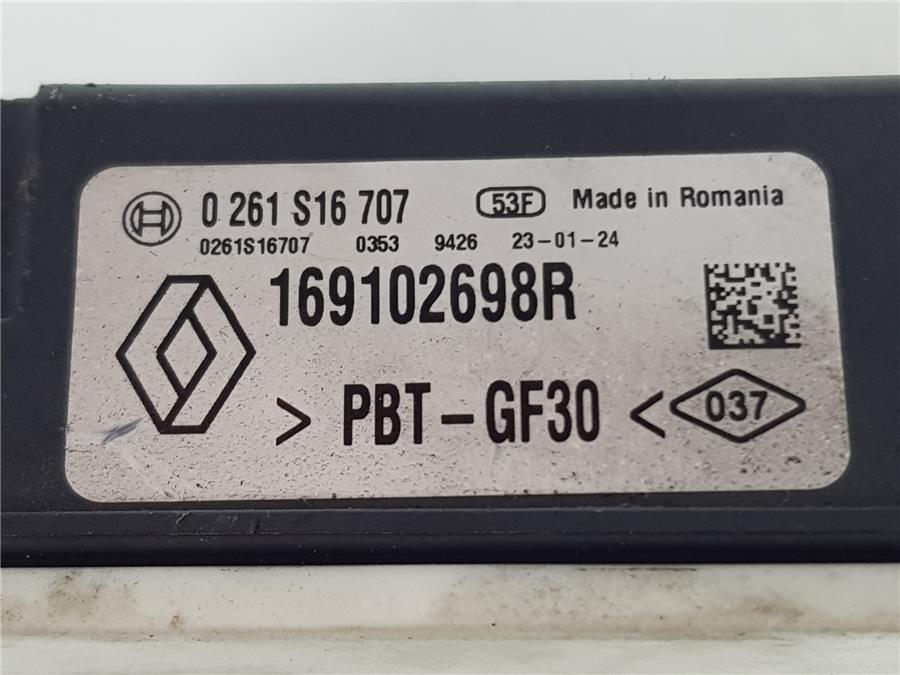 0 261 S16 707 53F Made in Romania
0261S16707 0353 9426 23-01-24
169102698R
> PBT-GF30 < 037